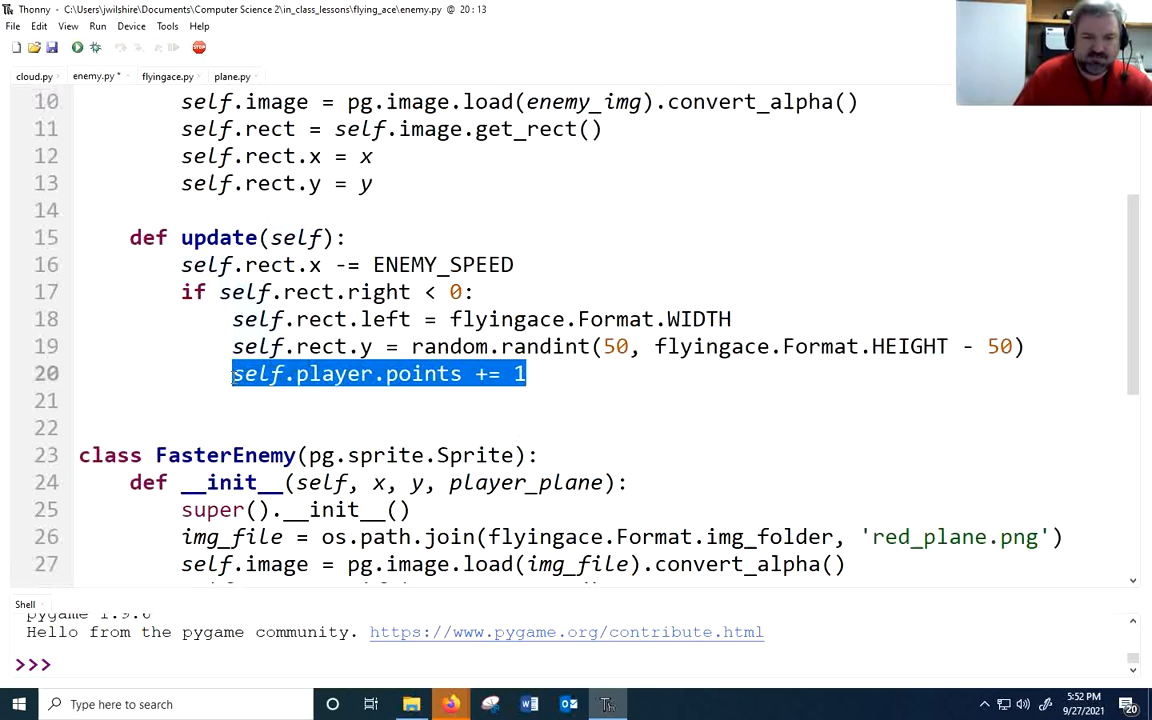 Thonny - C:\Users\jwilshire\Documents\Computer Science 2\in_class_lessons\flying_ace\enemy.py @ 20 : 13
File Edit View Run Device Tools Help
STOP
cloud.py enemy.py * flyingace.py plane.py
10 self.image = pg.image.load(enemy_img).convert_alpha()
11 self.rect = self.image.get_rect()
12 self.rect.x = x
13 self.rect.y = y
14
15 def update(self):
16 self.rect.x -= ENEMY_SPEED
17 if self.rect.right < 0:
18 self.rect.left = flyingace.Format.WIDTH
19 self.rect.y = random.randint(50, flyingace.Format.HEIGHT - 50)
20 self.player.points += 1
21
22
23 class FasterEnemy(pg.sprite.Sprite):
24 def __init__(self, x, y, player_plane):
25 super().__init__()
26 img_file = os.path.join(flyingace.Format.img_folder, 'red_plane.png')
27 self.image = pg.image.load(img_file).convert_alpha()
Shell
pygame 1.9.6
Hello from the pygame community. https://www.pygame.org/contribute.html
>>>
Type here to search
5:52 PM
9/27/2021
20